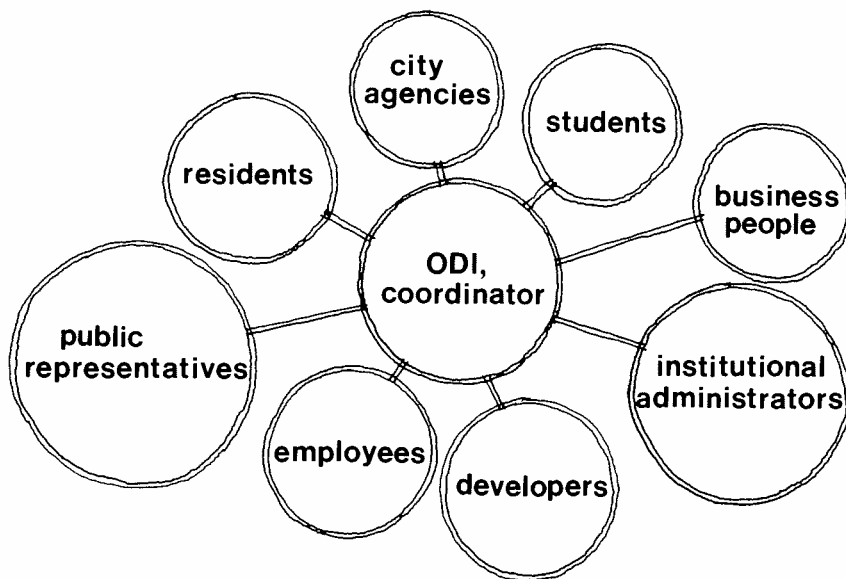 city
agencies
students
residents
business
people
ODI,
coordinator
public
representatives
institutional
administrators
employees
developers